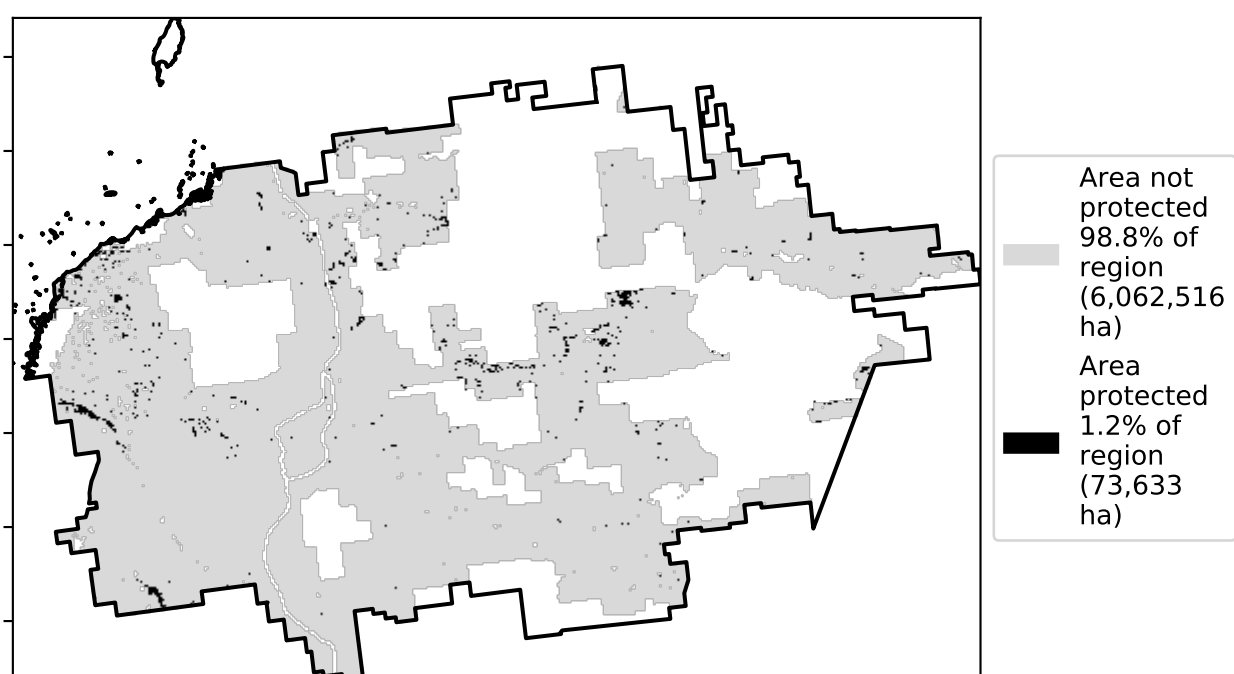 Area not
protected
98.8% of
region
(6,062,516
ha)
Area
protected
1.2% of
region
(73,633
ha)